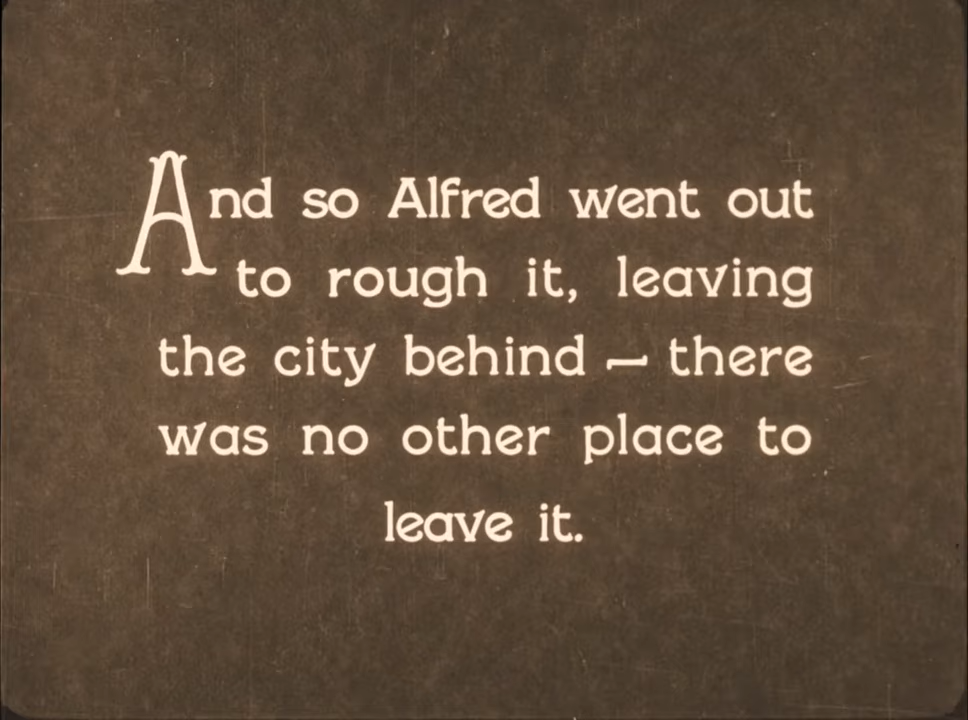 And so Alfred went out
to rough it, leaving
the city behind — there
was no other place to
leave it.